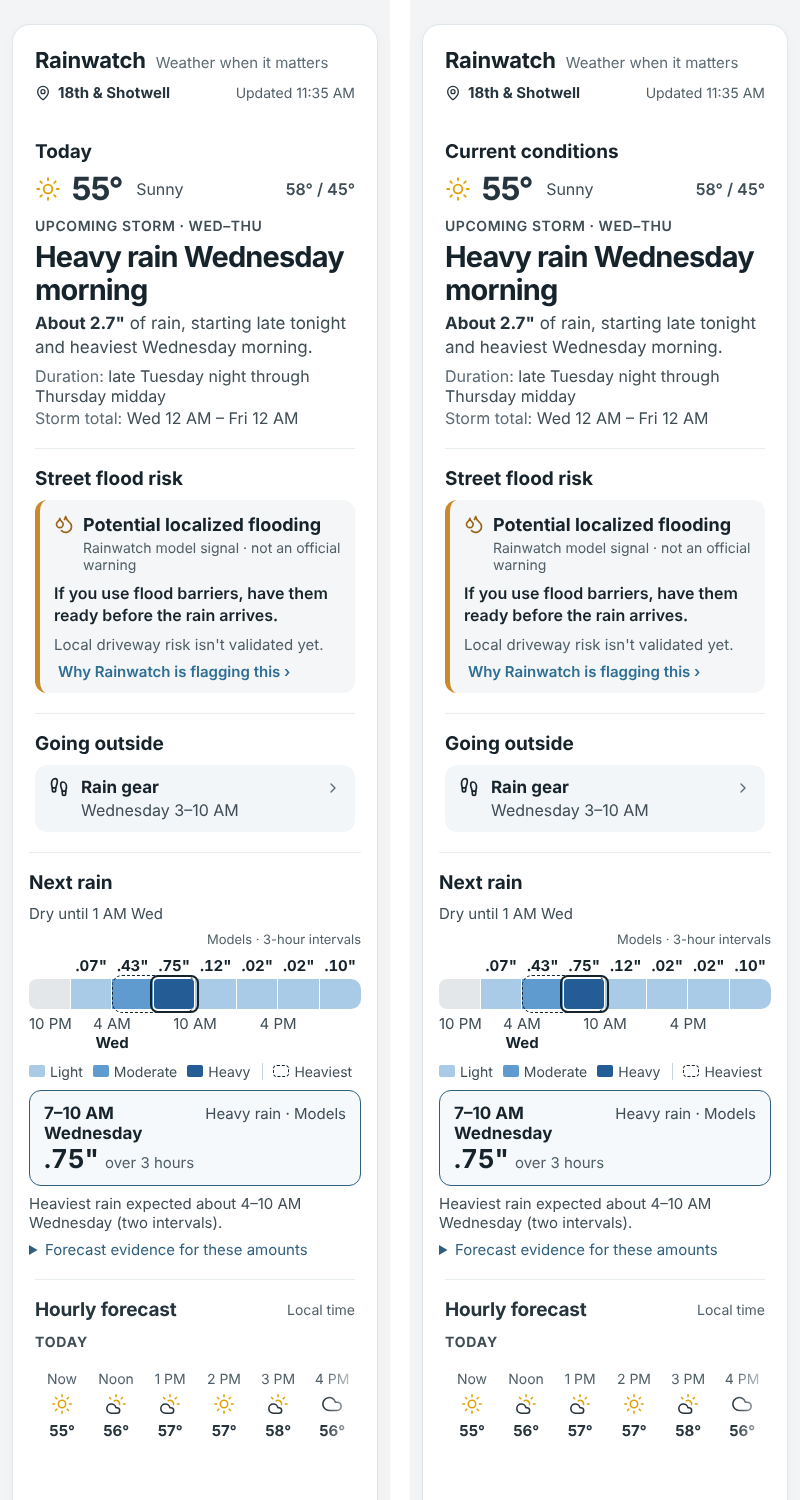 Rainwatch Weather when it matters
18th & Shotwell Updated 11:35 AM
Today
55° Sunny 58° / 45°
UPCOMING STORM · WED–THU
Heavy rain Wednesday
morning
About 2.7" of rain, starting late tonight
and heaviest Wednesday morning.
Duration: late Tuesday night through
Thursday midday
Storm total: Wed 12 AM – Fri 12 AM
Street flood risk
Potential localized flooding
Rainwatch model signal · not an official
warning
If you use flood barriers, have them
ready before the rain arrives.
Local driveway risk isn't validated yet.
Why Rainwatch is flagging this ›
Going outside
Rain gear
Wednesday 3–10 AM
Next rain
Dry until 1 AM Wed
Models · 3-hour intervals
.07" .43" .75" .12" .02" .02" .10"
10 PM 4 AM 10 AM 4 PM
Wed
Light Moderate Heavy Heaviest
7–10 AM Heavy rain · Models
Wednesday
.75" over 3 hours
Heaviest rain expected about 4–10 AM
Wednesday (two intervals).
Forecast evidence for these amounts
Hourly forecast Local time
TODAY
Now Noon 1 PM 2 PM 3 PM 4 PM
55° 56° 57° 57° 58° 56°
Rainwatch Weather when it matters
18th & Shotwell Updated 11:35 AM
Current conditions
55° Sunny 58° / 45°
UPCOMING STORM · WED–THU
Heavy rain Wednesday
morning
About 2.7" of rain, starting late tonight
and heaviest Wednesday morning.
Duration: late Tuesday night through
Thursday midday
Storm total: Wed 12 AM – Fri 12 AM
Street flood risk
Potential localized flooding
Rainwatch model signal · not an official
warning
If you use flood barriers, have them
ready before the rain arrives.
Local driveway risk isn't validated yet.
Why Rainwatch is flagging this ›
Going outside
Rain gear
Wednesday 3–10 AM
Next rain
Dry until 1 AM Wed
Models · 3-hour intervals
.07" .43" .75" .12" .02" .02" .10"
10 PM 4 AM 10 AM 4 PM
Wed
Light Moderate Heavy Heaviest
7–10 AM Heavy rain · Models
Wednesday
.75" over 3 hours
Heaviest rain expected about 4–10 AM
Wednesday (two intervals).
Forecast evidence for these amounts
Hourly forecast Local time
TODAY
Now Noon 1 PM 2 PM 3 PM 4 PM
55° 56° 57° 57° 58° 56°